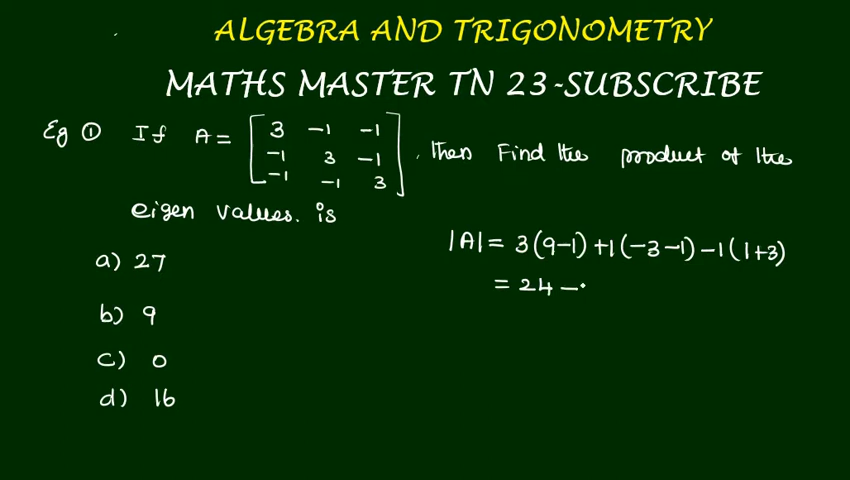 ALGEBRA AND TRIGONOMETRY
MATHS MASTER TN 23-SUBSCRIBE
Eg ① If A = [3 -1 -1
-1 3 -1
-1 -1 3], then Find the product of the
eigen values. is
a) 27
|A| = 3(9-1)+1(-3-1)-1(1+3)
= 24 -
b) 9
c) 0
d) 16